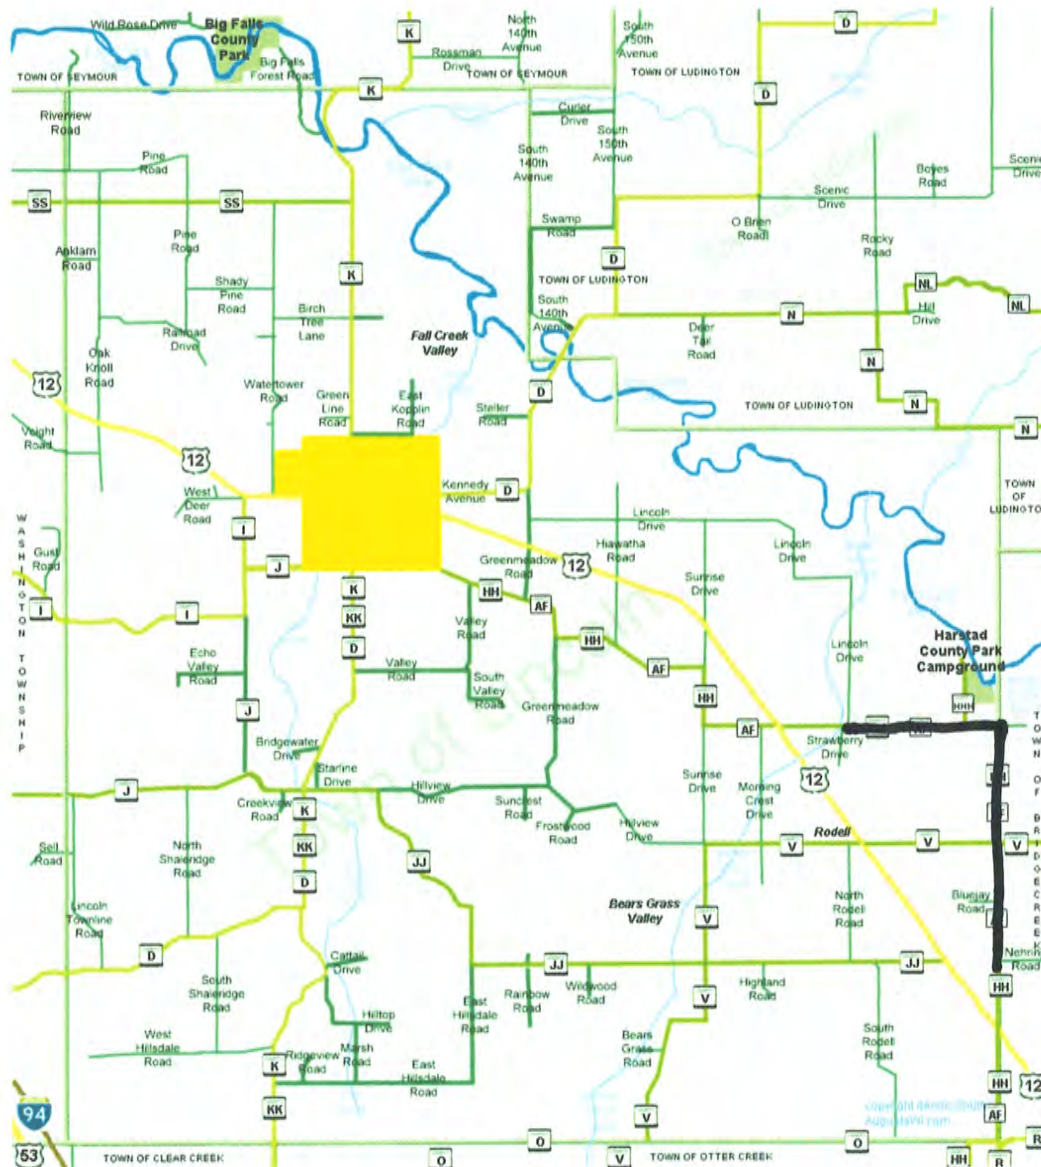 Wild Rose Drive
Big Falls
County
Park
Big Falls
Forest Road
K
Rossman
Drive
North
140th
Avenue
South
150th
Avenue
D
TOWN OF SEYMOUR
TOWN OF SEYMOUR
TOWN OF LUDINGTON
K
D
Riverview
Road
Curler
Drive
South
140th
Avenue
South
150th
Avenue
Pine
Road
SS
SS
Scenic
Drive
Boyes
Road
Scenic
Drive
Anklam
Road
Pine
Road
Swamp
Road
O Brien
Road
Rocky
Road
K
D
Shady
Pine
Road
TOWN OF LUDINGTON
NL
NL
Hill
Drive
Railroad
Drive
Birch
Tree
Lane
South
140th
Avenue
N
Deer
Tail
Road
Fall Creek
Valley
Oak
Knoll
Road
12
N
Watertower
Road
Green
Line
Road
East
Kopplin
Road
D
Steller
Road
TOWN OF LUDINGTON
N
N
Voight
Road
12
West
Deer
Road
Kennedy
Avenue
D
TOWN
OF
LUDINGTO
Lincoln
Drive
WASHINGTON TOWNSHIP
Gust
Road
I
J
Greenmeadow
Road
12
Hiawatha
Road
Lincoln
Drive
Sunrise
Drive
K
KK
D
HH
AF
I
I
Valley
Road
HH
Lincoln
Drive
Harstad
County Park
Campground
Echo
Valley
Road
Valley
Road
South
Valley
Road
AF
HH
HHH
J
Greenmeadow
Road
AF
AF
TOWN OF BRIDGECREEK
Bridgewater
Drive
Strawberry
Drive
Starline
Drive
12
HH
J
Creekview
Road
K
Hillview
Drive
Suncrest
Road
Frostwood
Road
Hillview
Drive
Sunrise
Drive
Morning
Crest
Drive
Rodell
V
V
V
Sell
Road
North
Shaleridge
Road
KK
D
JJ
Bears Grass
Valley
V
North
Rodell
Road
Bluejay
Road
Lincoln
Townline
Road
D
Cattail
Drive
JJ
JJ
Nehrin
Road
South
Shaleridge
Road
Rainbow
Road
Wildwood
Road
Highland
Road
HH
V
Hilltop
Drive
East
Hillsdale
Road
West
Hillsdale
Road
Marsh
Road
Ridgeview
Road
East
Hillsdale
Road
Bears
Grass
Road
South
Rodell
Road
K
KK
HH
12
94
V
AF
53
O
O
R
TOWN OF CLEAR CREEK
O
V
TOWN OF OTTER CREEK
HH
R